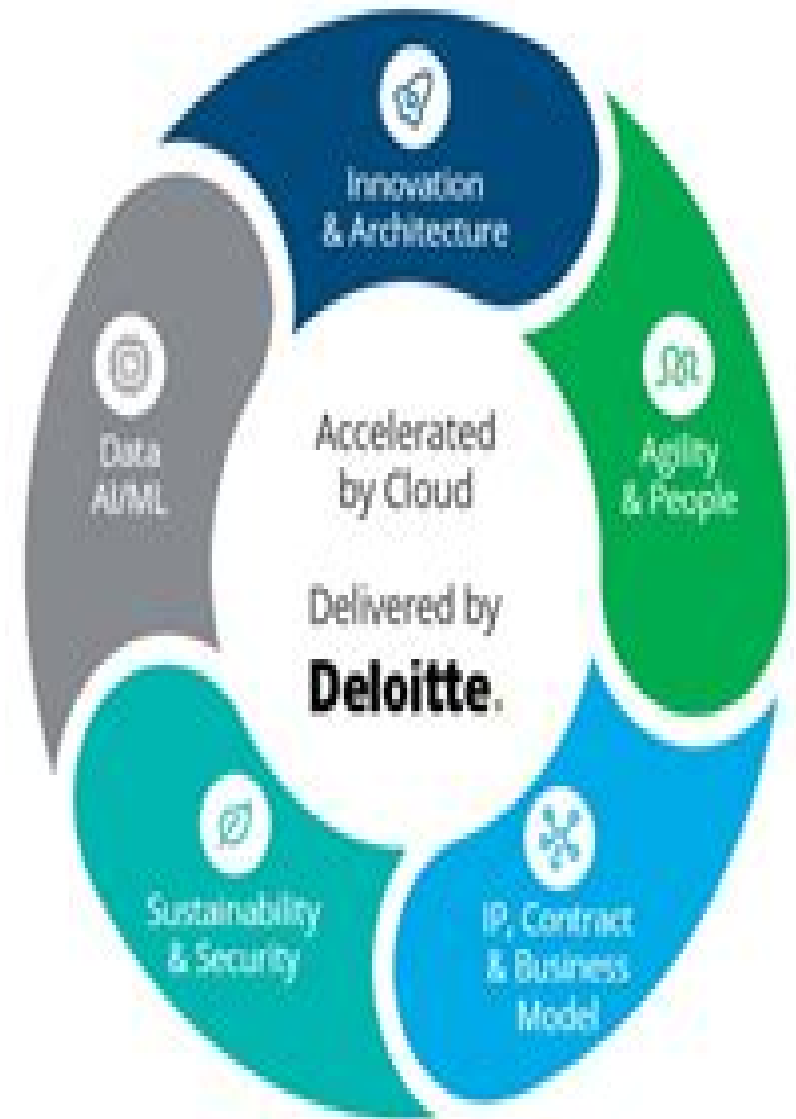 Innovation
& Architecture
Agility
& People
IP, Contract
& Business
Model
Sustainability
& Security
Data
AI/ML
Accelerated
by Cloud
Delivered by
Deloitte.